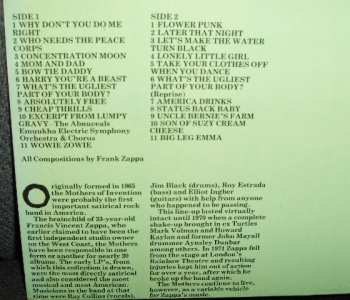 SIDE 1
1 WHY DON'T YOU DO ME
RIGHT
2 WHO NEEDS THE PEACE
CORPS
3 CONCENTRATION MOON
4 MOM AND DAD
5 BOW TIE DADDY
6 HARRY YOU'RE A BEAST
7 WHAT'S THE UGLIEST
PART OF YOUR BODY?
8 ABSOLUTELY FREE
9 CHEAP THRILLS
10 EXCERPT FROM LUMPY
GRAVY - The Abnuceals
Emuukha Electric Symphony
Orchestra & Chorus
11 WOWIE ZOWIE
SIDE 2
1 FLOWER PUNK
2 LATER THAT NIGHT
3 LET'S MAKE THE WATER
TURN BLACK
4 LONELY LITTLE GIRL
5 TAKE YOUR CLOTHES OFF
WHEN YOU DANCE
6 WHAT'S THE UGLIEST
PART OF YOUR BODY?
(Reprise)
7 AMERICA DRINKS
8 STATUS BACK BABY
9 UNCLE BERNIE'S FARM
10 SON OF SUZY CREAM
CHEESE
11 BIG LEG EMMA
All Compositions by Frank Zappa
Originally formed in 1965
the Mothers of Invention
were probably the first
important satirical rock
band in America.
The brainchild of 33-year-old
Francis Vincent Zappa, who
earlier claimed to have been the
first independent studio owner
on the West Coast, the Mothers
have been responsible in one
form or another for nearly 20
albums. The early LP's, from
which this collection is drawn,
were the most directly satirical
and also considered the most
musical and most American.
Musicians in the band at that
time were Ray Collins (vocals),
Jim Black (drums), Roy Estrada
(bass) and Elliot Ingber
(guitars) with help from anyone
who happened to be passing.
This line-up lasted virtually
intact until 1970 when a complete
shake-up brought in ex Turtles
Mark Volman and Howard
Kaylan and former John Mayall
drummer Aynsley Dunbar
among others. In 1971 Zappa fell
from the stage at London's
Rainbow Theatre and resulting
injuries kept him out of action
for over a year, after which he
broke up the band again.
The Mothers continue to live,
however, as a variable vehicle
for Zappa's music.